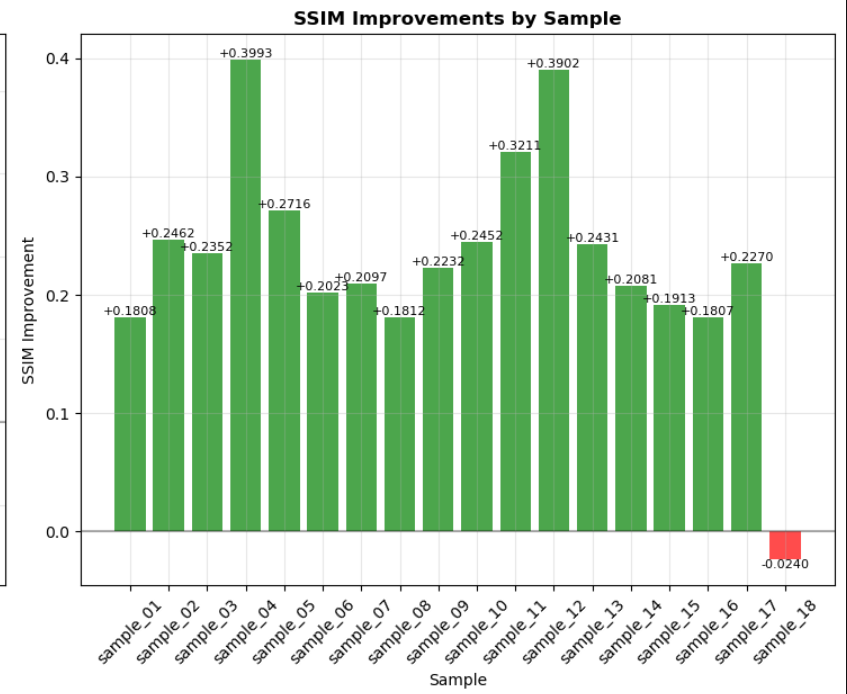 SSIM Improvements by Sample
SSIM Improvement
0.4
0.3
0.2
0.1
0.0
+0.1808
+0.2462
+0.2352
+0.3993
+0.2716
+0.2023
+0.2097
+0.1812
+0.2232
+0.2452
+0.3211
+0.3902
+0.2431
+0.2081
+0.1913
+0.1807
+0.2270
-0.0240
sample_01
sample_02
sample_03
sample_04
sample_05
sample_06
sample_07
sample_08
sample_09
sample_10
sample_11
sample_12
sample_13
sample_14
sample_15
sample_16
sample_17
sample_18
Sample